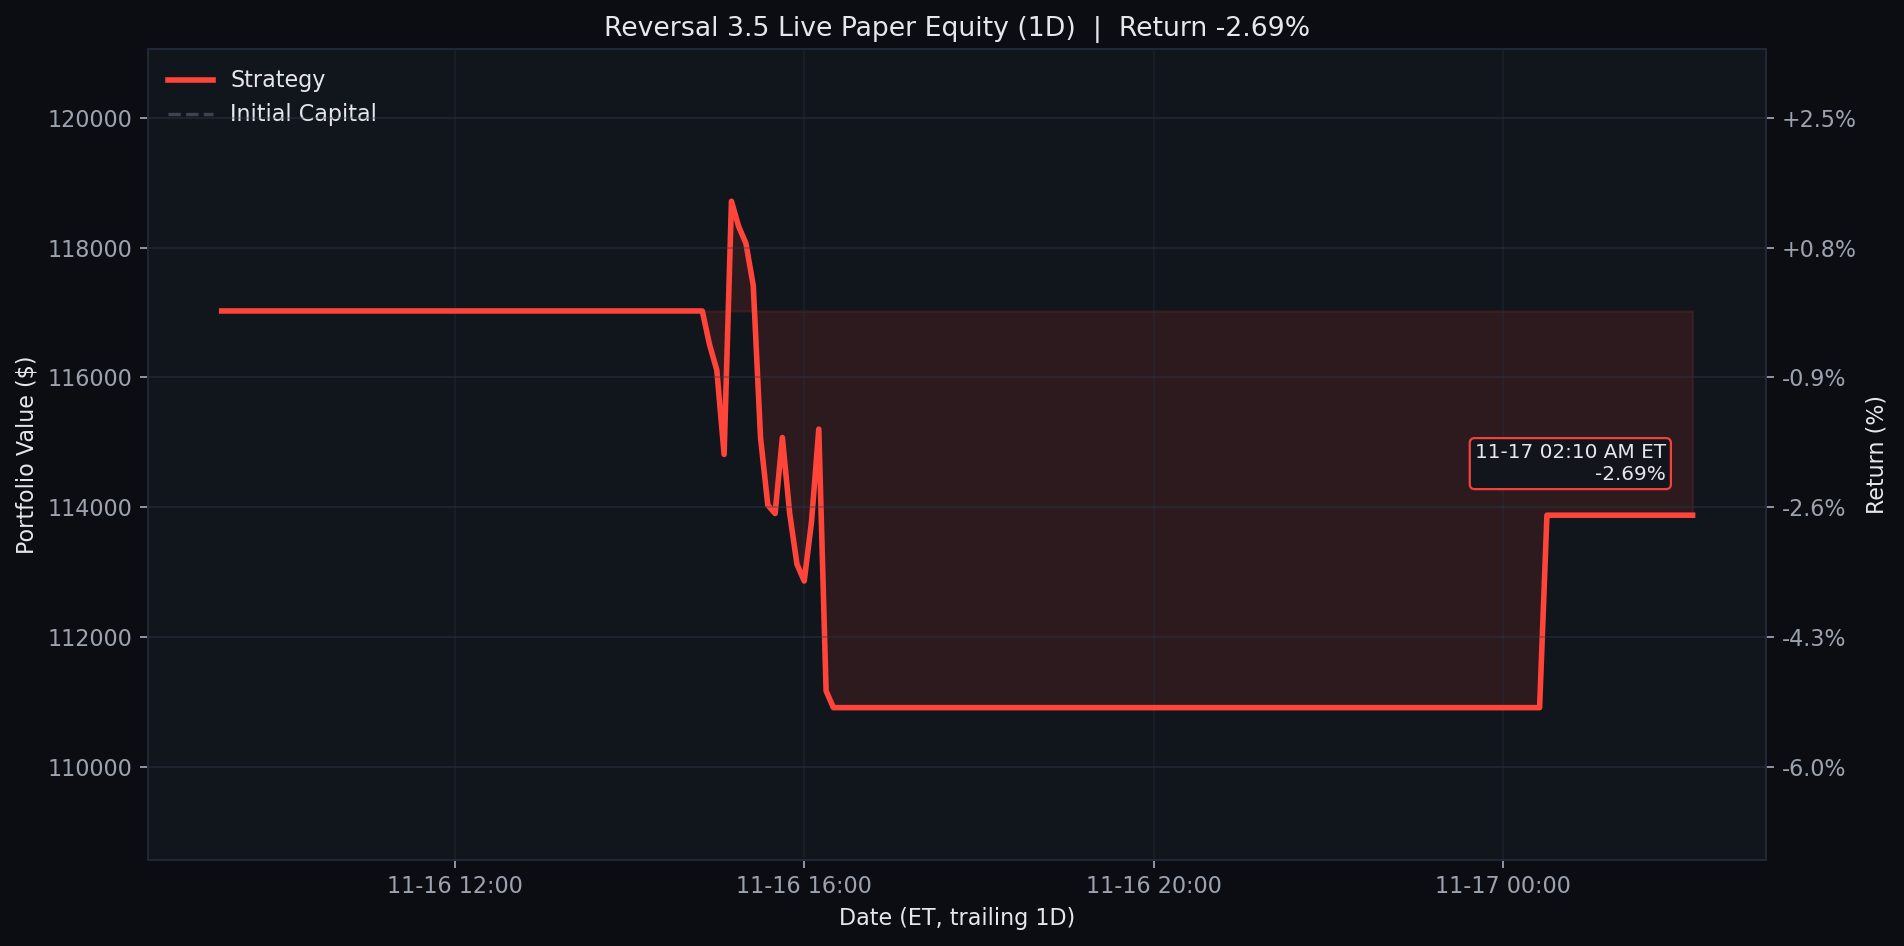 Reversal 3.5 Live Paper Equity (1D) | Return -2.69%
Strategy
Initial Capital
120000
118000
116000
114000
112000
110000
Portfolio Value ($)
+2.5%
+0.8%
-0.9%
-2.6%
-4.3%
-6.0%
Return (%)
11-17 02:10 AM ET
-2.69%
11-16 12:00
11-16 16:00
11-16 20:00
11-17 00:00
Date (ET, trailing 1D)